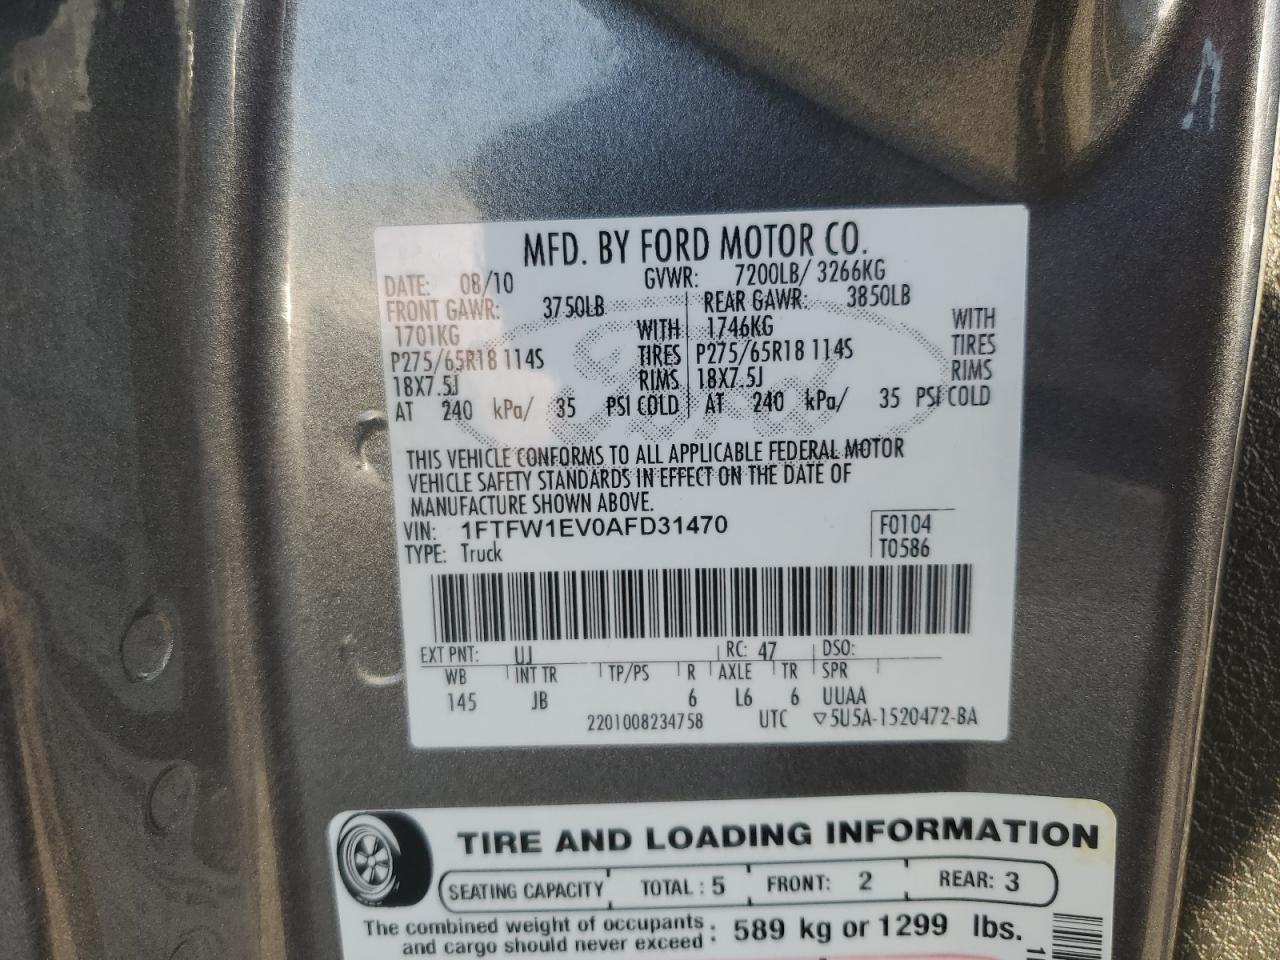 MFD. BY FORD MOTOR CO.
DATE: 08/10 GVWR: 7200LB/ 3266KG
FRONT GAWR: 3750LB REAR GAWR: 3850LB
1701KG WITH 1746KG WITH
P275/65R18 114S TIRES P275/65R18 114S TIRES
18X7.5J RIMS 18X7.5J RIMS
AT 240 kPa/ 35 PSI COLD AT 240 kPa/ 35 PSI COLD
THIS VEHICLE CONFORMS TO ALL APPLICABLE FEDERAL MOTOR
VEHICLE SAFETY STANDARDS IN EFFECT ON THE DATE OF
MANUFACTURE SHOWN ABOVE.
VIN: 1FTFW1EV0AFD31470 F0104
TYPE: Truck T0586
EXT PNT: UJ RC: 47 DSO:
WB INT TR TP/PS R AXLE TR SPR
145 JB 6 L6 6 UUAA
2201008234758 UTC ▽5U5A-1520472-BA
TIRE AND LOADING INFORMATION
SEATING CAPACITY TOTAL : 5 FRONT: 2 REAR: 3
The combined weight of occupants
and cargo should never exceed : 589 kg or 1299 lbs.